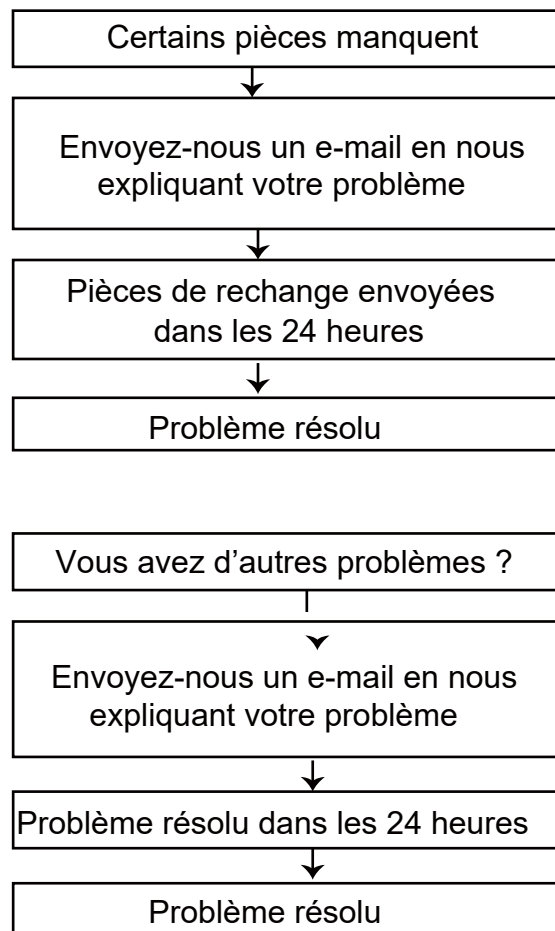 Certains pièces manquent
Envoyez-nous un e-mail en nous
expliquant votre problème
Pièces de rechange envoyées
dans les 24 heures
Problème résolu
Vous avez d’autres problèmes ?
Envoyez-nous un e-mail en nous
expliquant votre problème
Problème résolu dans les 24 heures
Problème résolu